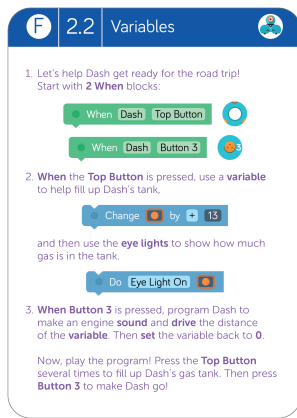 F 2.2 Variables
1. Let's help Dash get ready for the road trip!
Start with 2 When blocks:
When Dash Top Button
When Dash Button 3 3
2. When the Top Button is pressed, use a variable
to help fill up Dash's tank,
Change by + 13
and then use the eye lights to show how much
gas is in the tank.
Do Eye Light On
3. When Button 3 is pressed, program Dash to
make an engine sound and drive the distance
of the variable. Then set the variable back to 0.
Now, play the program! Press the Top Button
several times to fill up Dash's gas tank. Then press
Button 3 to make Dash go!